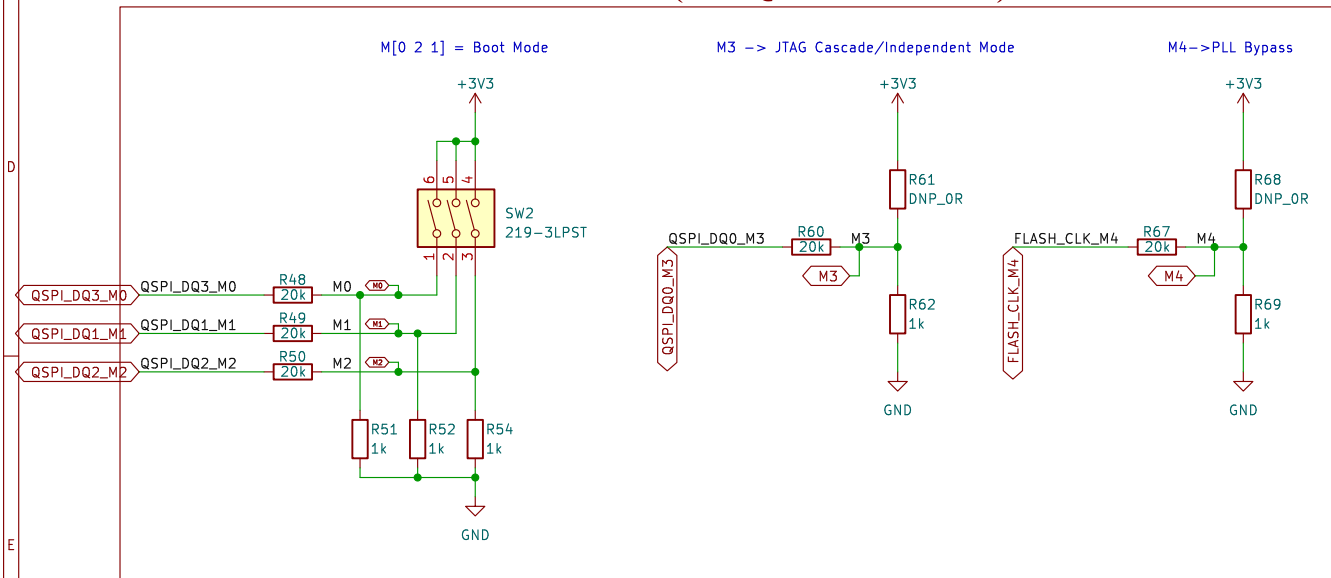 M[0 2 1] = Boot Mode
M3 -> JTAG Cascade/Independent Mode
M4->PLL Bypass
+3V3
+3V3
+3V3
D
6
5
4
SW2
219-3LPST
1
2
3
R61
DNP_0R
R68
DNP_0R
QSPI_DQ0_M3
R60
20k
M3
M3
QSPI_DQ0_M3
R62
1k
GND
FLASH_CLK_M4
R67
20k
M4
M4
FLASH_CLK_M4
R69
1k
GND
QSPI_DQ3_M0
QSPI_DQ3_M0
R48
20k
M0
M0
QSPI_DQ1_M1
QSPI_DQ1_M1
R49
20k
M1
M1
QSPI_DQ2_M2
QSPI_DQ2_M2
R50
20k
M2
M2
R51
1k
R52
1k
R54
1k
GND
E